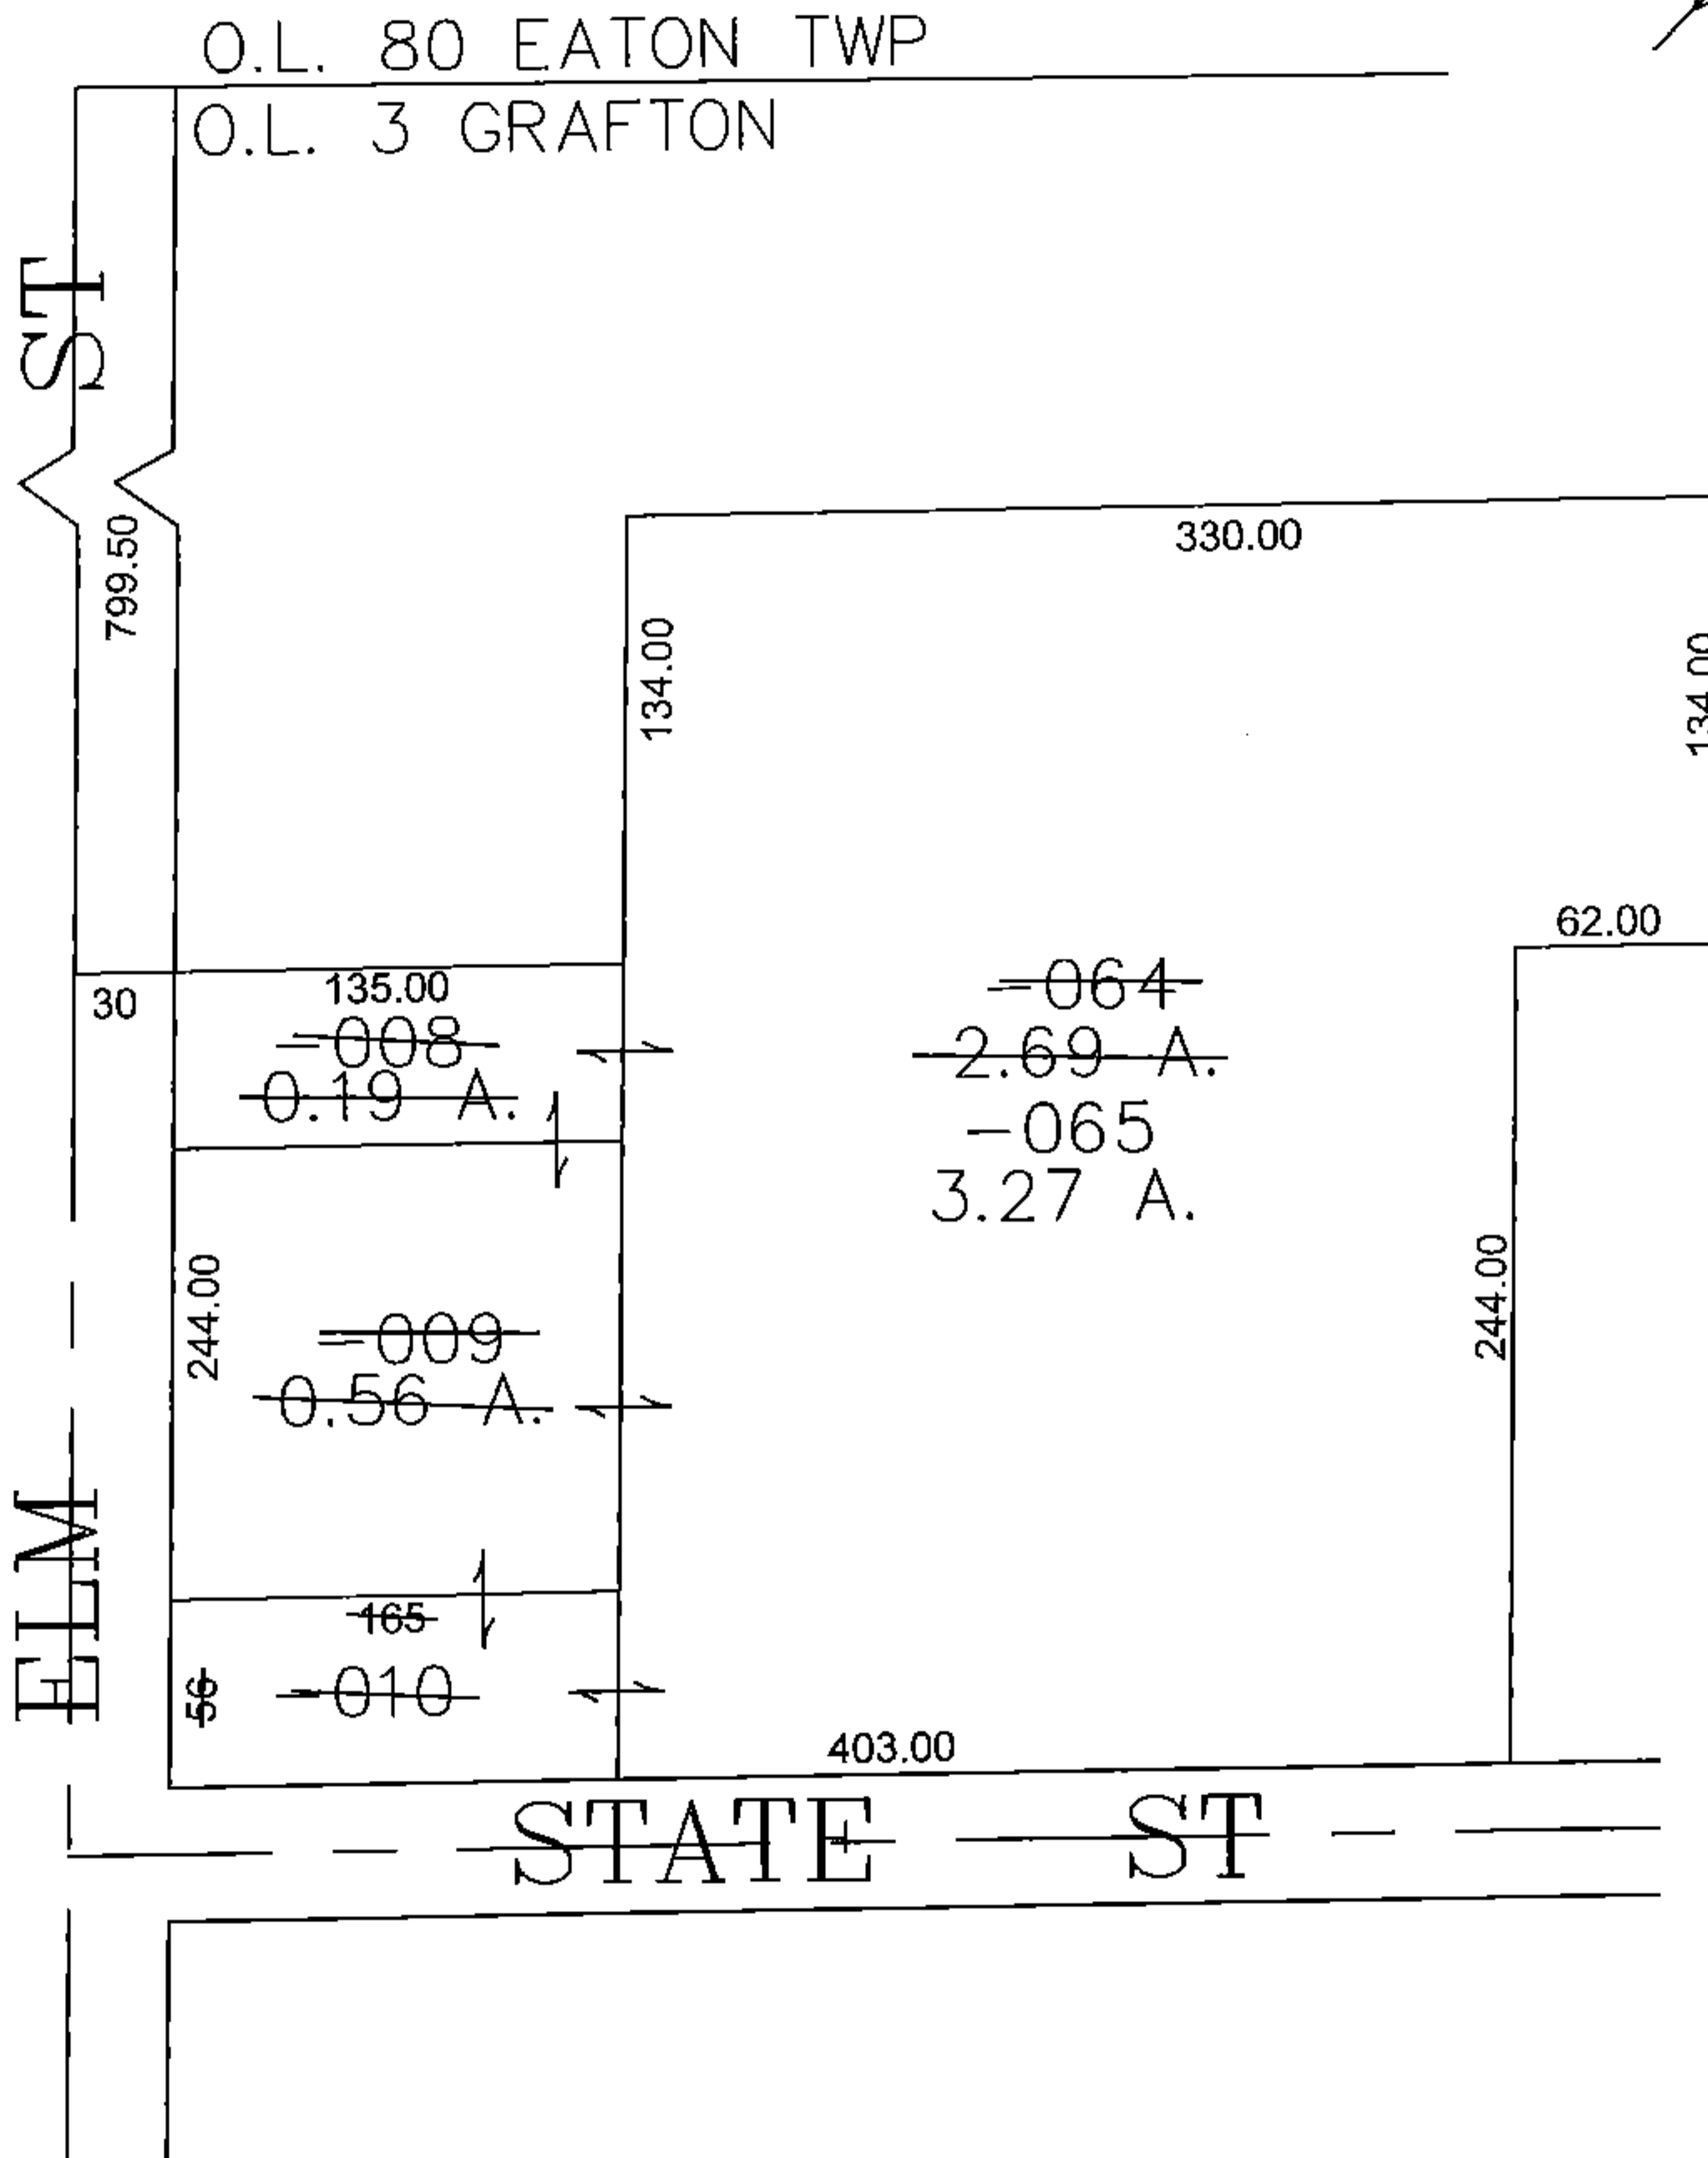 O.L. 80 EATON TWP
O.L. 3 GRAFTON
ST
799.50
330.00
134.00
134.00
62.00
30
135.00
-008
0.19 A.
-064
2.69 A.
-065
3.27 A.
244.00
244.00
-009
0.56 A.
ELM
165
56
-010
403.00
STATE ST